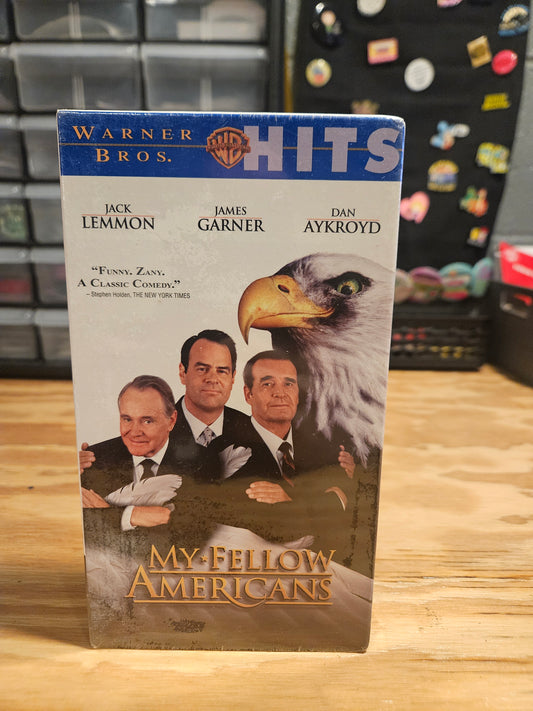 WARNER
BROS.
WB
HITS
JACK
LEMMON
JAMES
GARNER
DAN
AYKROYD
"FUNNY. ZANY.
A CLASSIC COMEDY."
– Stephen Holden, THE NEW YORK TIMES
MY★FELLOW
AMERICANS